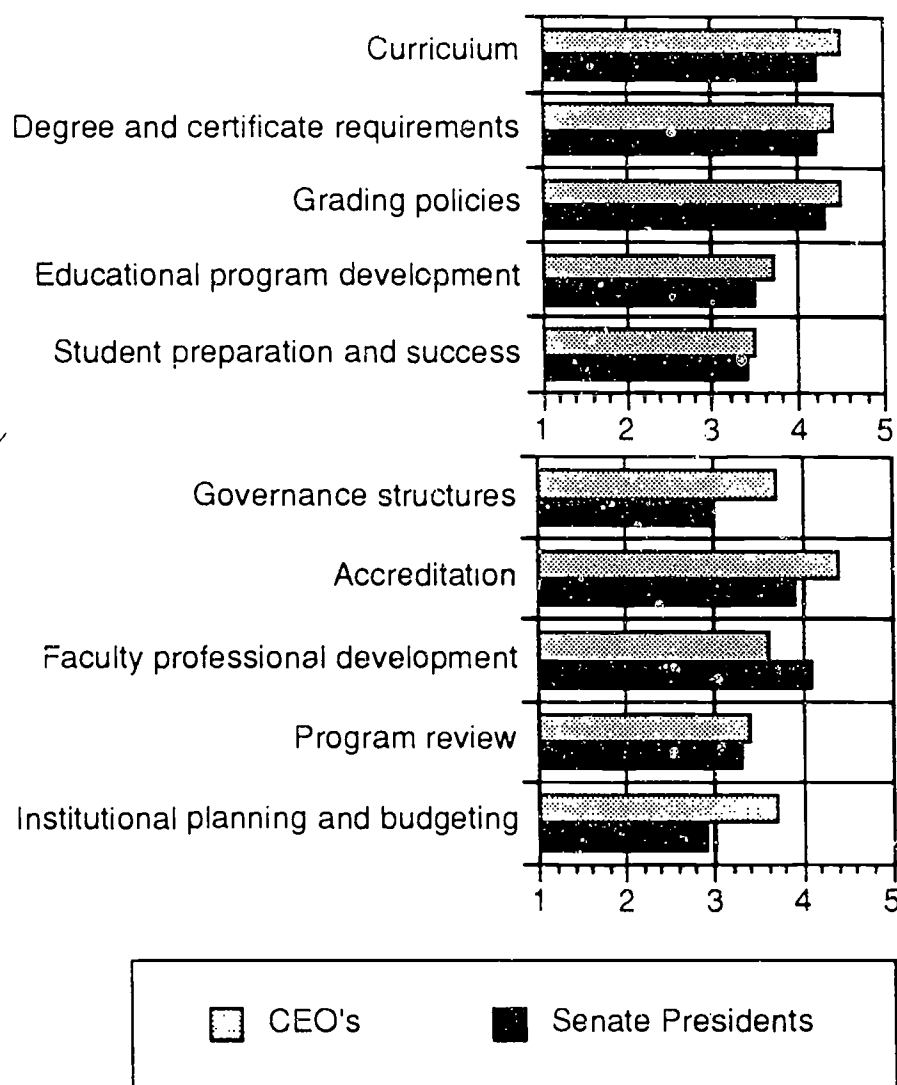 Curriculum
Degree and certificate requirements
Grading policies
Educational program development
Student preparation and success
1 2 3 4 5
Governance structures
Accreditation
Faculty professional development
Program review
Institutional planning and budgeting
1 2 3 4 5
CEO's Senate Presidents